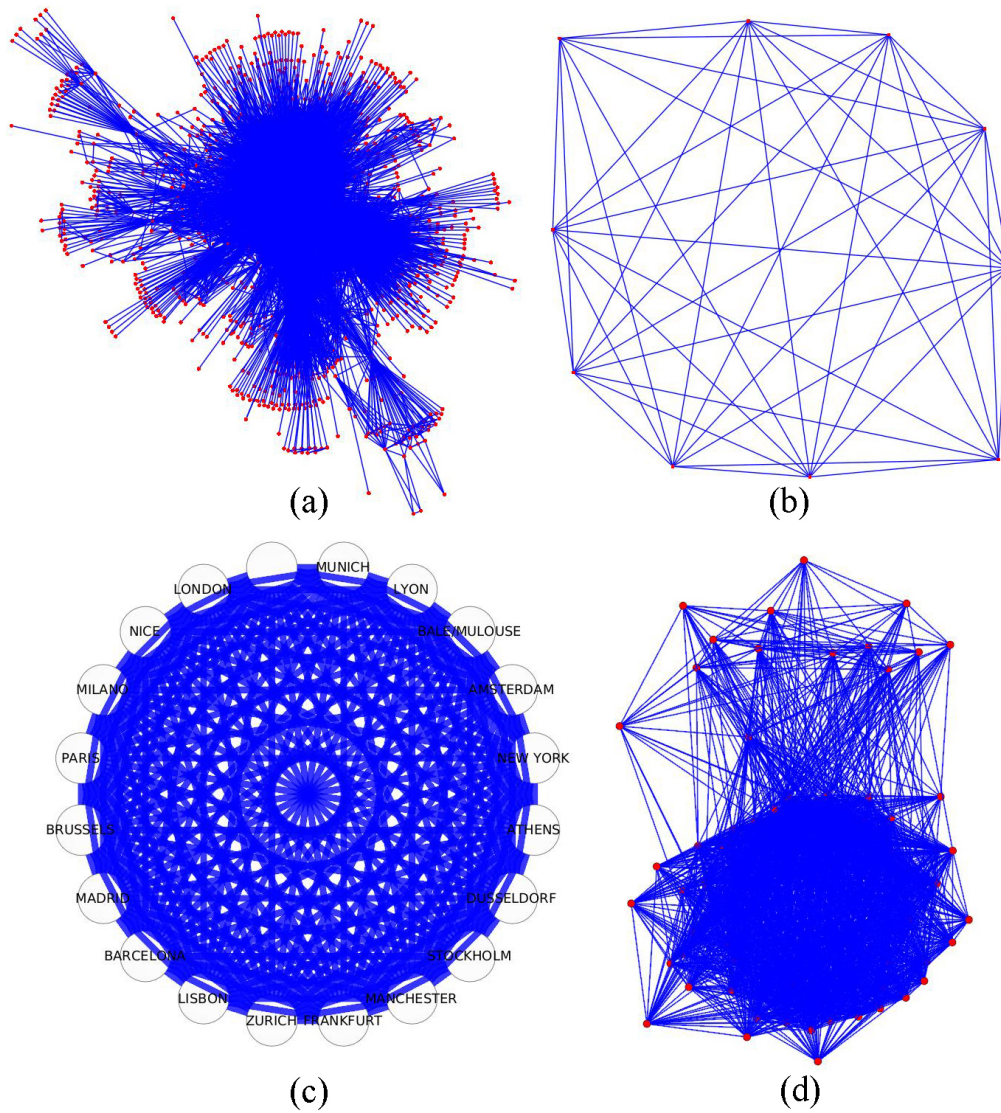 (a)
(b)
MUNICH
LONDON
LYON
NICE
BALE/MULOUSE
MILANO
AMSTERDAM
PARIS
NEW YORK
BRUSSELS
ATHENS
MADRID
DUSSELDORF
BARCELONA
STOCKHOLM
LISBON
MANCHESTER
ZURICH
FRANKFURT
(c)
(d)